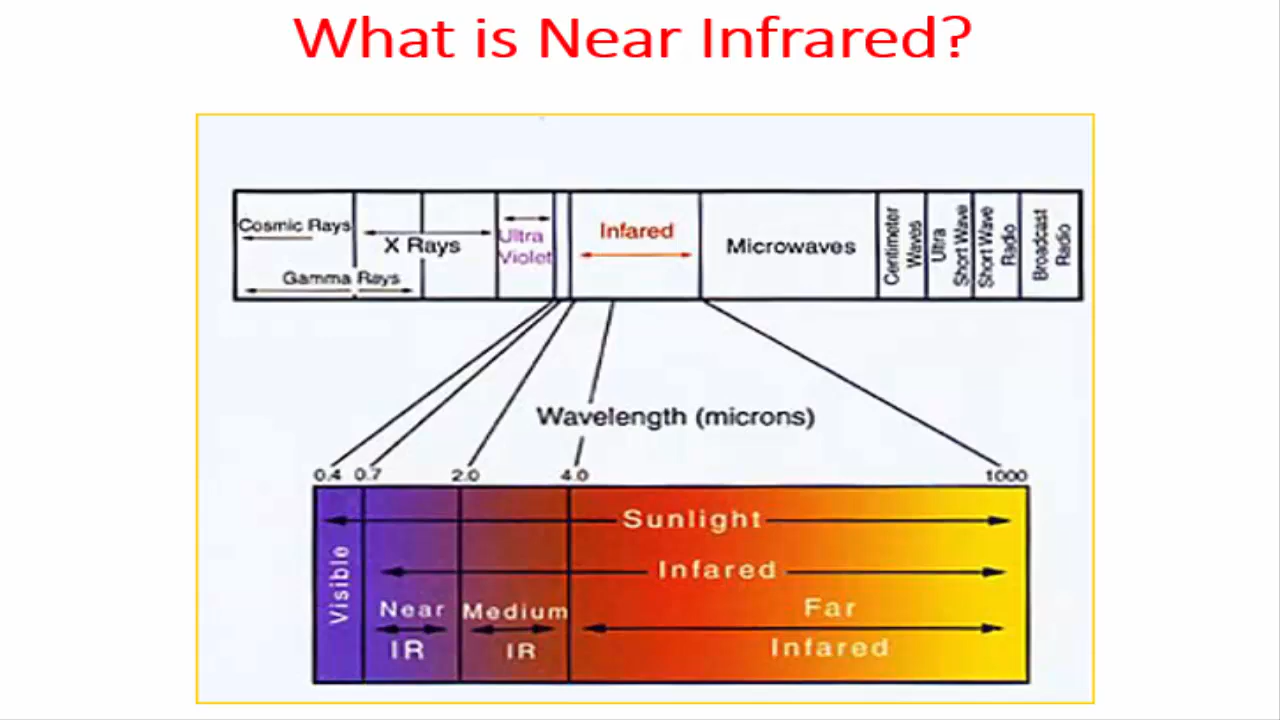 What is Near Infrared?
Cosmic Rays
X Rays
Gamma Rays
Ultra
Violet
Infared
Microwaves
Centimeter
Waves
Ultra
Short Wave
Short Wave
Radio
Broadcast
Radio
Wavelength (microns)
0.4 0.7 2.0 4.0 1000
Sunlight
Infared
Visible
Near
IR
Medium
IR
Far
Infared